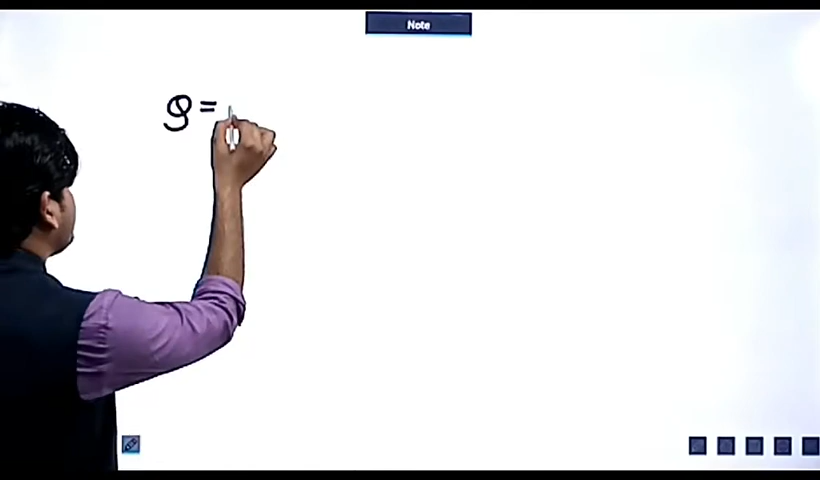 Note
g =